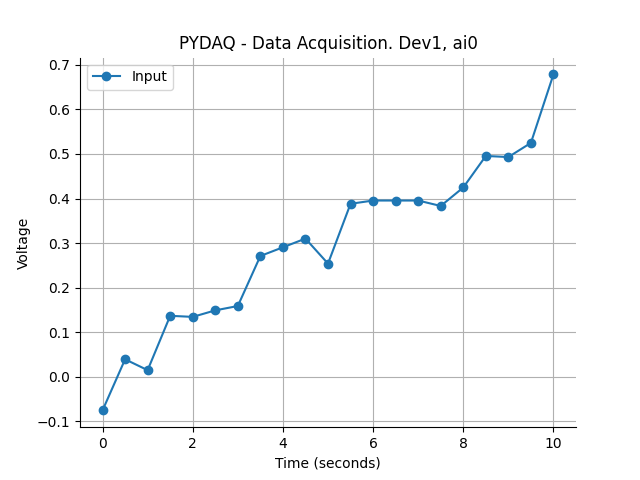 PYDAQ - Data Acquisition. Dev1, ai0
Input
Voltage
0.7
0.6
0.5
0.4
0.3
0.2
0.1
0.0
−0.1
0 2 4 6 8 10
Time (seconds)